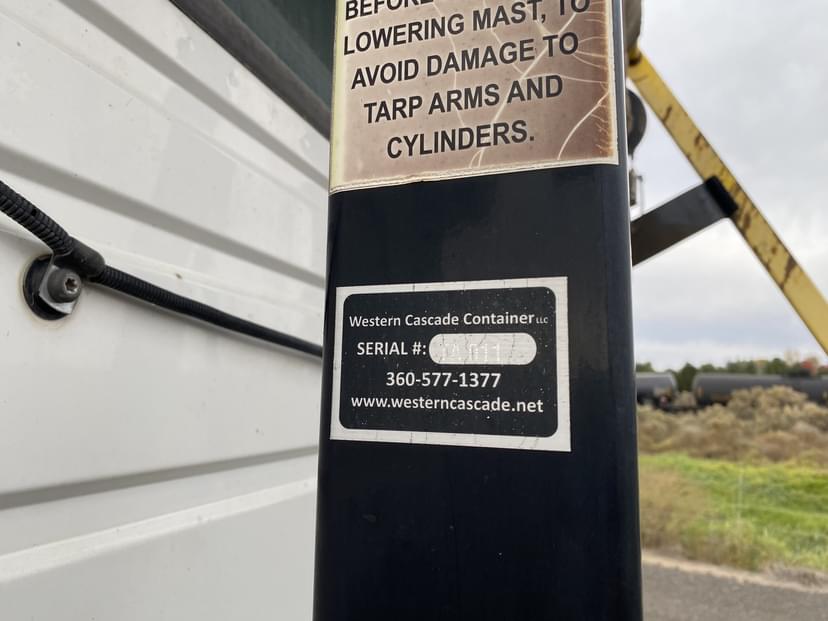 BEFORE
LOWERING MAST, TO
AVOID DAMAGE TO
TARP ARMS AND
CYLINDERS.
Western Cascade Container LLC
SERIAL #:
360-577-1377
www.westerncascade.net